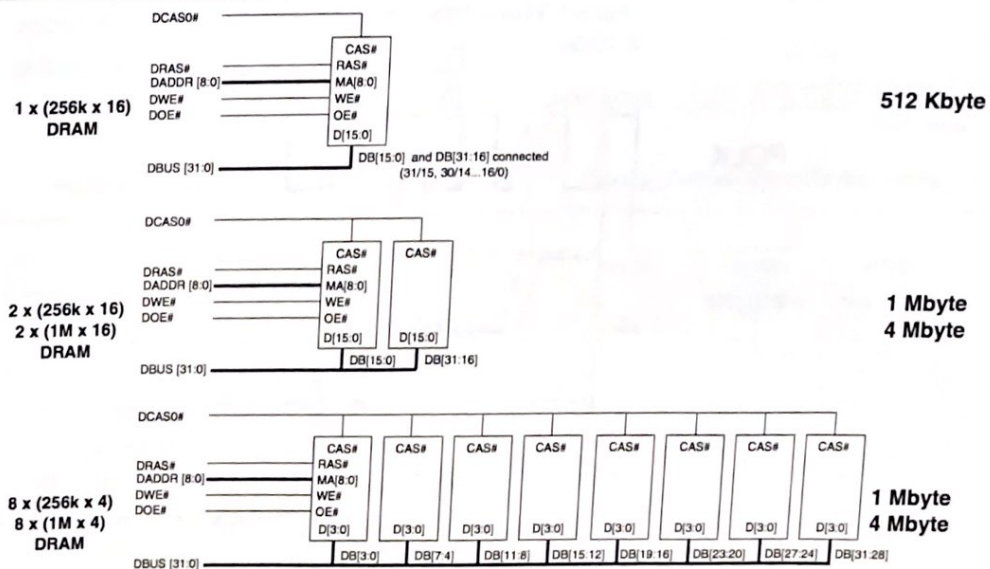 DCAS0#
CAS#
DRAS#
RAS#
DADDR [8:0]
MA[8:0]
DWE#
WE#
DOE#
OE#
D[15:0]
1 x (256k x 16)
DRAM
512 Kbyte
DBUS [31:0]
DB[15:0] and DB[31:16] connected
(31/15, 30/14...16/0)
DCAS0#
CAS#
CAS#
DRAS#
RAS#
DADDR [8:0]
MA[8:0]
DWE#
WE#
DOE#
OE#
D[15:0]
D[15:0]
2 x (256k x 16)
2 x (1M x 16)
DRAM
1 Mbyte
4 Mbyte
DBUS [31:0]
DB[15:0]
DB[31:16]
DCAS0#
CAS#
CAS#
CAS#
CAS#
CAS#
CAS#
CAS#
CAS#
DRAS#
RAS#
DADDR [8:0]
MA[8:0]
DWE#
WE#
DOE#
OE#
D[3:0]
D[3:0]
D[3:0]
D[3:0]
D[3:0]
D[3:0]
D[3:0]
D[3:0]
8 x (256k x 4)
8 x (1M x 4)
DRAM
1 Mbyte
4 Mbyte
DBUS [31:0]
DB[3:0]
DB[7:4]
DB[11:8]
DB[15:12]
DB[19:16]
DB[23:20]
DB[27:24]
DB[31:28]